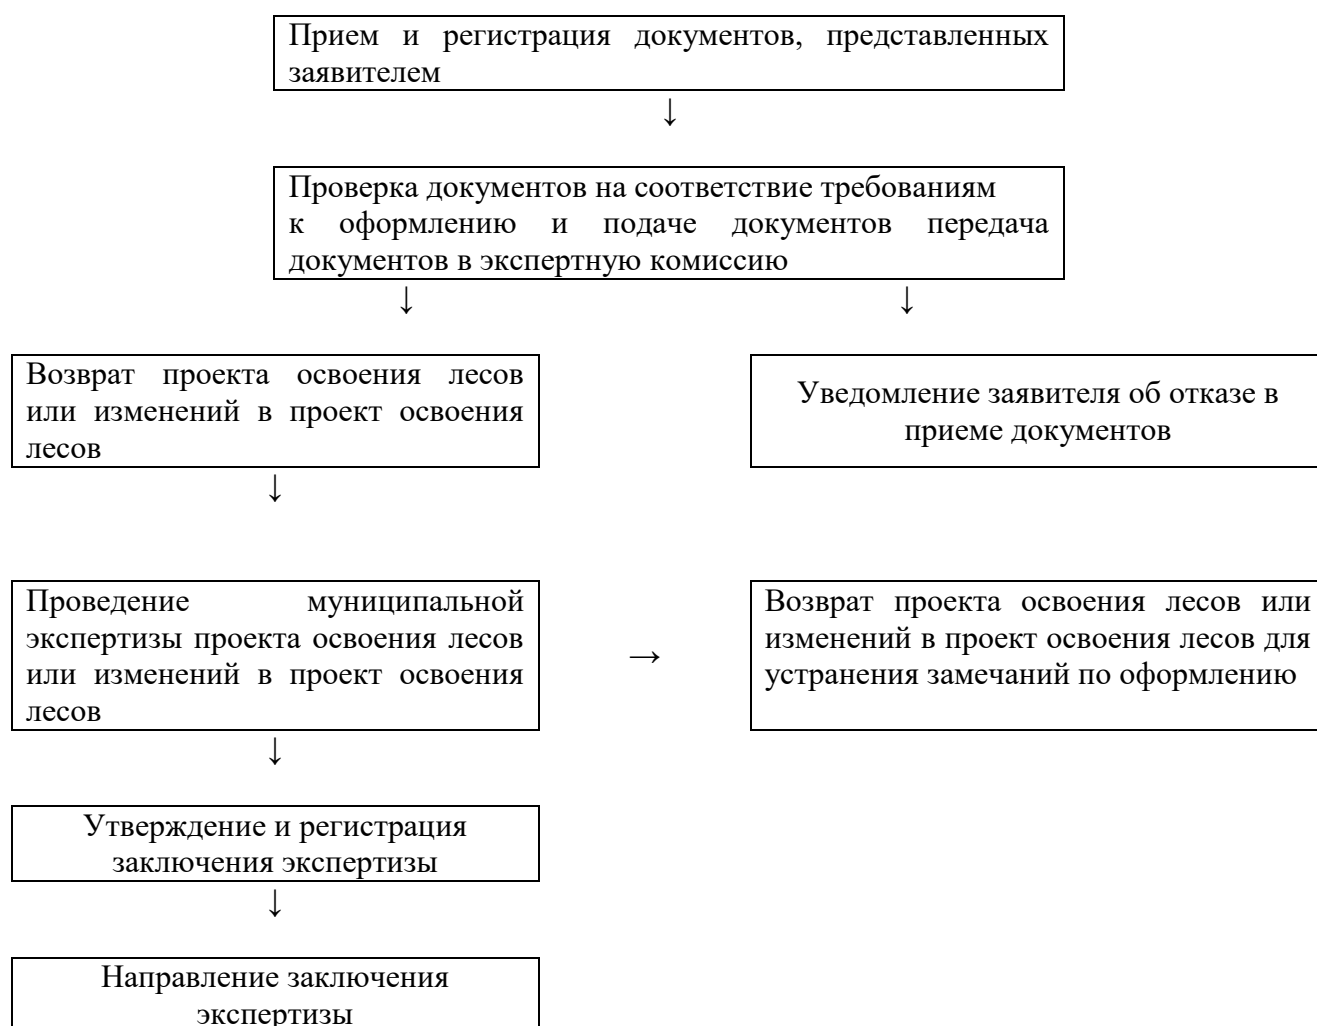 Прием и регистрация документов, представленных
заявителем
↓
Проверка документов на соответствие требованиям
к оформлению и подаче документов передача
документов в экспертную комиссию
↓ ↓
Возврат проекта освоения лесов
или изменений в проект освоения
лесов
Уведомление заявителя об отказе в
приеме документов
↓
Проведение муниципальной
экспертизы проекта освоения лесов
или изменений в проект освоения
лесов
→
Возврат проекта освоения лесов или
изменений в проект освоения лесов для
устранения замечаний по оформлению
↓
Утверждение и регистрация
заключения экспертизы
↓
Направление заключения
экспертизы